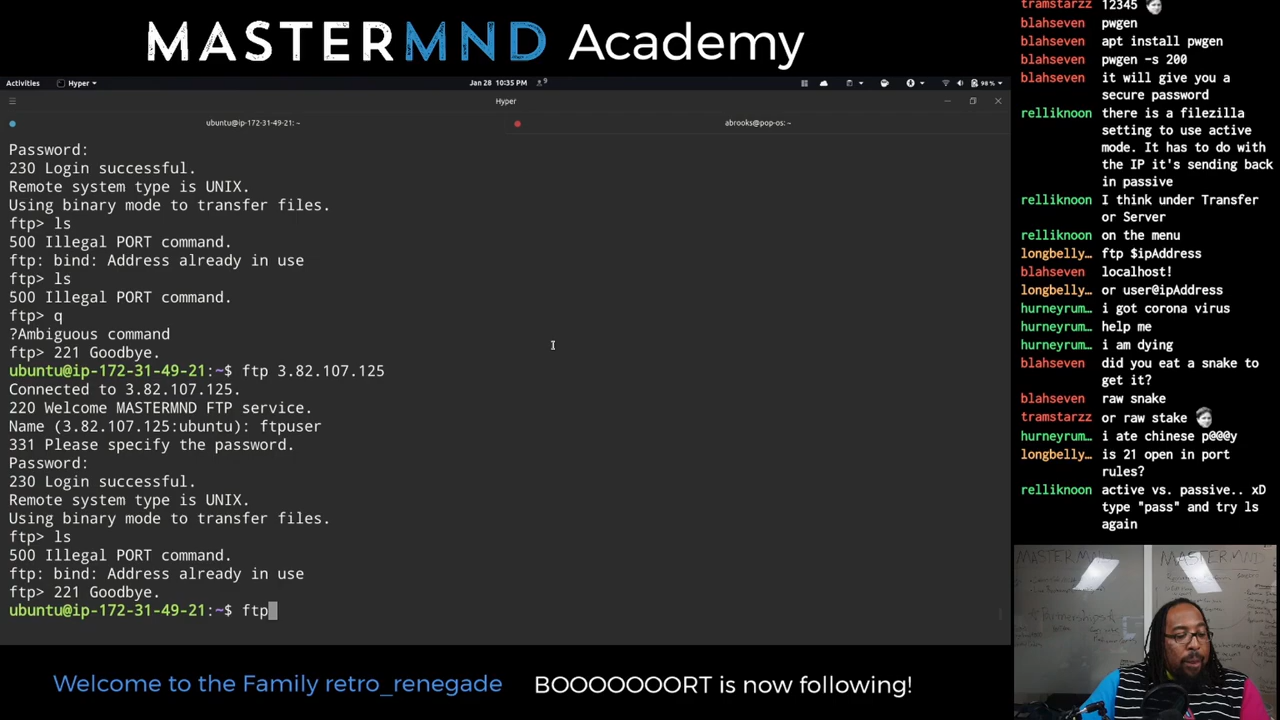 MASTERMND Academy
Activities
Hyper
Jan 28 10:35 PM
9
98 %
Hyper
ubuntu@ip-172-31-49-21: ~
abrooks@pop-os: ~
Password:
230 Login successful.
Remote system type is UNIX.
Using binary mode to transfer files.
ftp> ls
500 Illegal PORT command.
ftp: bind: Address already in use
ftp> ls
500 Illegal PORT command.
ftp> q
?Ambiguous command
ftp> 221 Goodbye.
ubuntu@ip-172-31-49-21:~$ ftp 3.82.107.125
Connected to 3.82.107.125.
220 Welcome MASTERMND FTP service.
Name (3.82.107.125:ubuntu): ftpuser
331 Please specify the password.
Password:
230 Login successful.
Remote system type is UNIX.
Using binary mode to transfer files.
ftp> ls
500 Illegal PORT command.
ftp: bind: Address already in use
ftp> 221 Goodbye.
ubuntu@ip-172-31-49-21:~$ ftp
tramstarzz 12345
blahseven pwgen
blahseven apt install pwgen
blahseven pwgen -s 200
blahseven it will give you a
secure password
relliknoon there is a filezilla
setting to use active
mode. It has to do with
the IP it's sending back
in passive
relliknoon I think under Transfer
or Server
relliknoon on the menu
longbelly… ftp $ipAddress
blahseven localhost!
longbelly… or user@ipAddress
hurneyrum… i got corona virus
hurneyrum… help me
hurneyrum… i am dying
blahseven did you eat a snake to
get it?
blahseven raw snake
tramstarzz or raw stake
hurneyrum… i ate chinese p@@@y
longbelly… is 21 open in port
rules?
relliknoon active vs. passive.. xD
type "pass" and try ls
again
MASTERMND
MASTERMND
Welcome to the Family retro_renegade
BOOOOOOORT is now following!